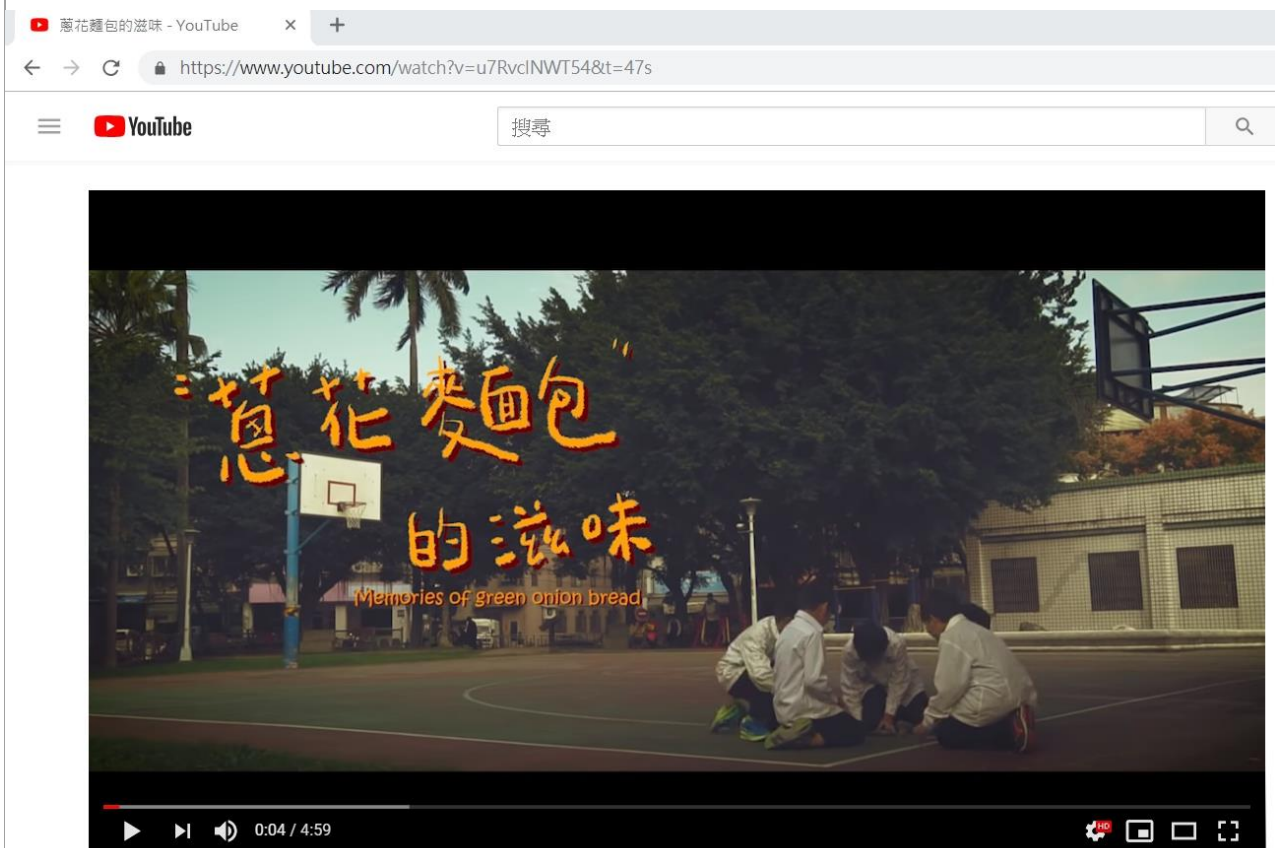 蔥花麵包的滋味 - YouTube
https://www.youtube.com/watch?v=u7RvclNWT54&t=47s
YouTube
搜尋
"蔥花麵包"
的滋味
Memories of green onion bread
0:04 / 4:59
HD